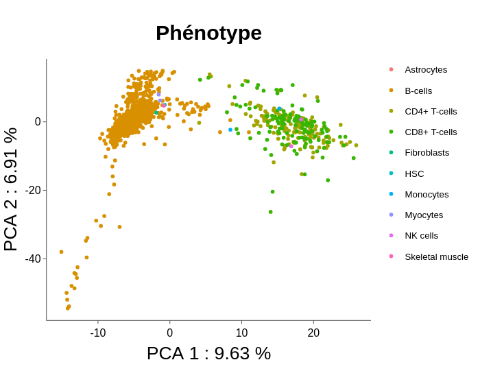 Phénotype
PCA 2 : 6.91 %
0
-20
-40
-10
0
10
20
PCA 1 : 9.63 %
Astrocytes
B-cells
CD4+ T-cells
CD8+ T-cells
Fibroblasts
HSC
Monocytes
Myocytes
NK cells
Skeletal muscle